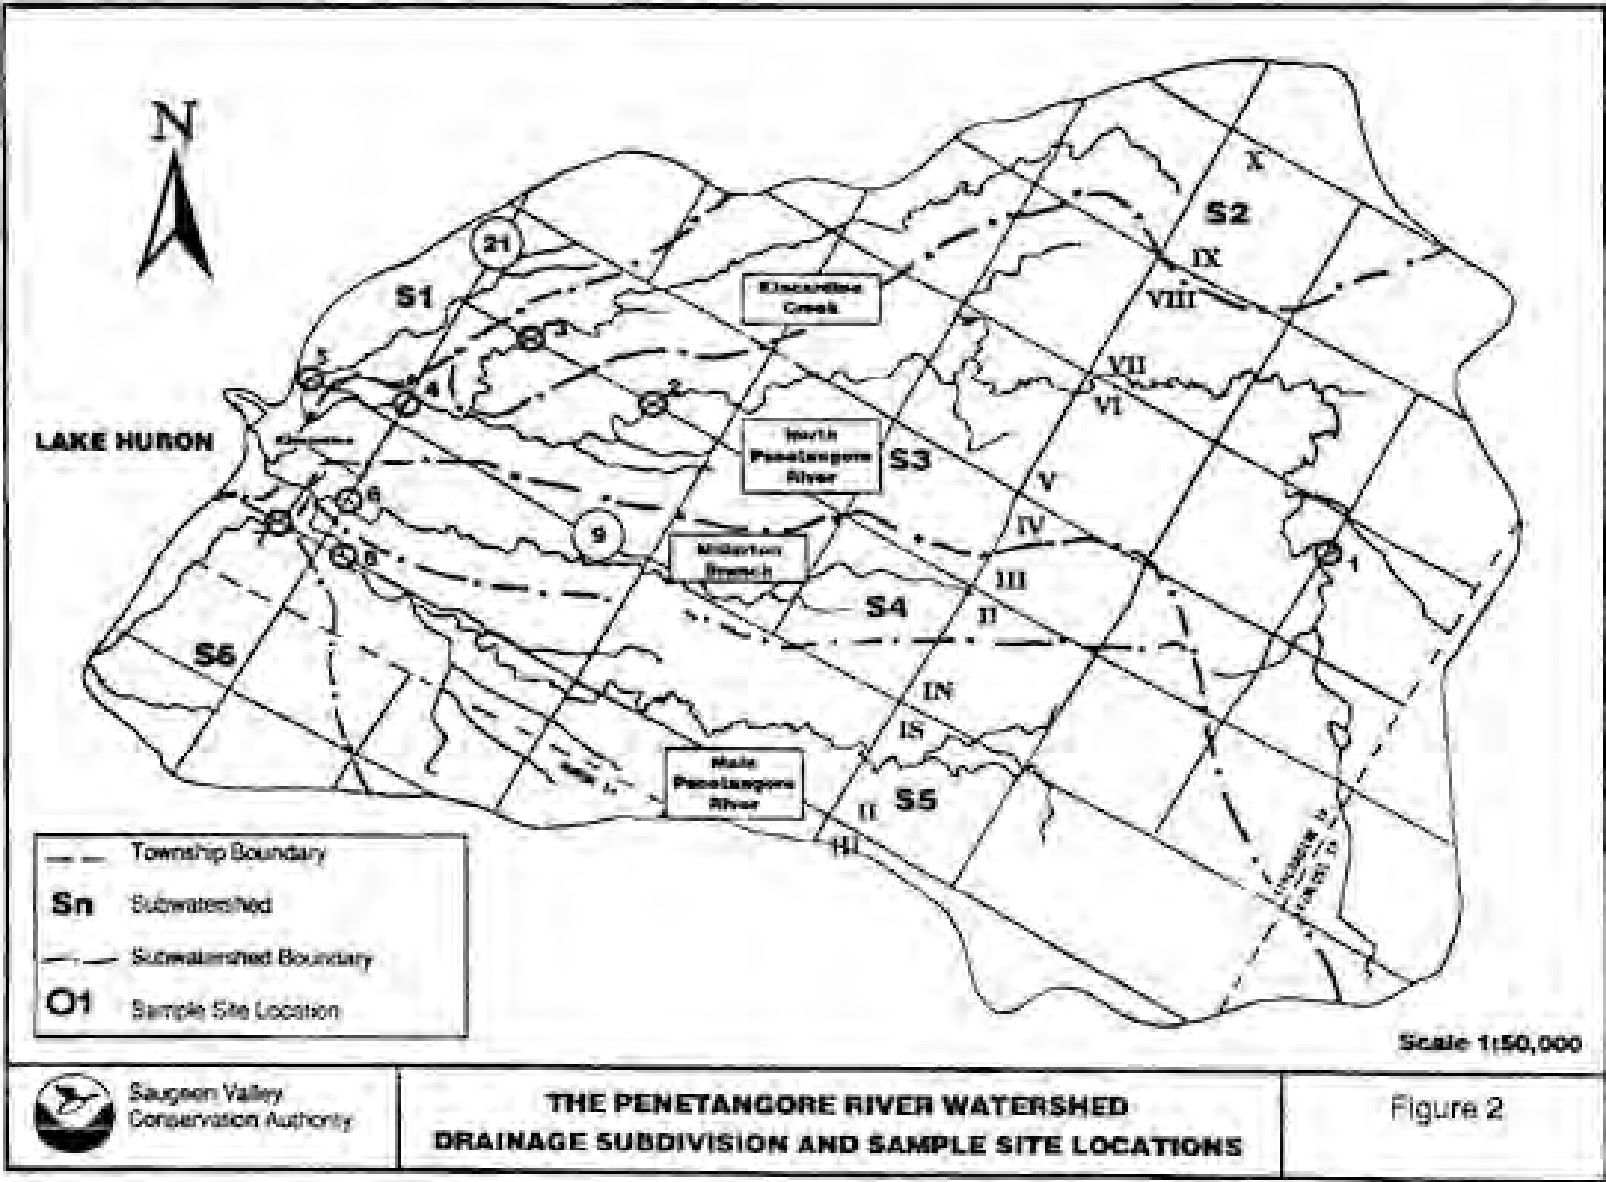 N
X
S2
IX
VIII
21
S1
Kincardine
Creek
3
5
4
2
VII
VI
LAKE HURON
Kincardine
North
Penetangore
River
S3
V
6
IV
9
Millarton
Branch
8
1
III
S4
II
S6
IN
IS
Main
Penetangore
River
S5
II
III
Township Boundary
Sn Subwatershed
Subwatershed Boundary
O1 Sample Site Location
Scale 1:50,000
Saugeen Valley
Conservation Authority
THE PENETANGORE RIVER WATERSHED
DRAINAGE SUBDIVISION AND SAMPLE SITE LOCATIONS
Figure 2